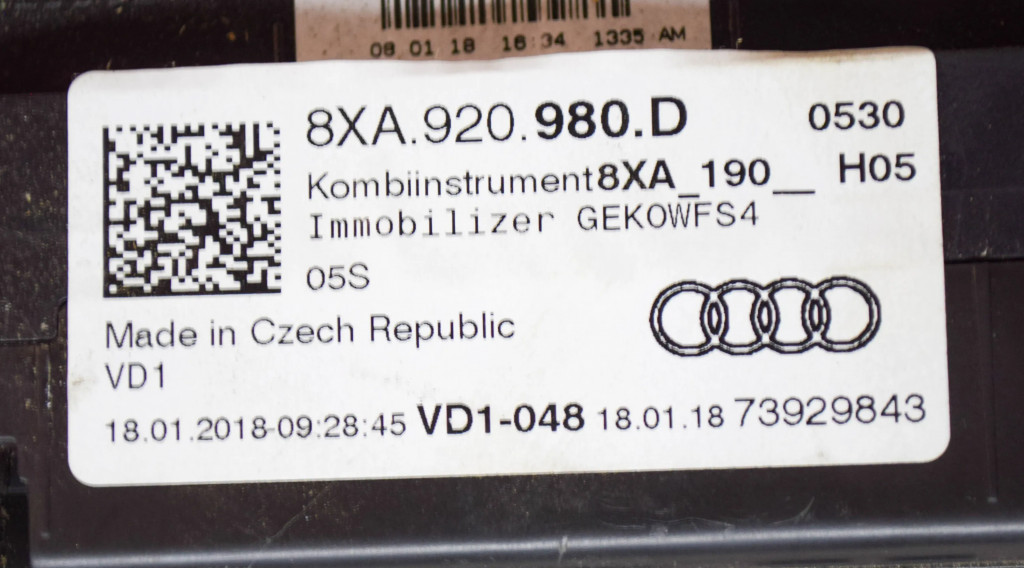 08 01 18 16:34 1335 AM
8XA.920.980.D 0530
Kombiinstrument8XA_190__ H05
Immobilizer GEKOWFS4
05S
Made in Czech Republic
VD1
18.01.2018-09:28:45 VD1-048 18.01.18 73929843